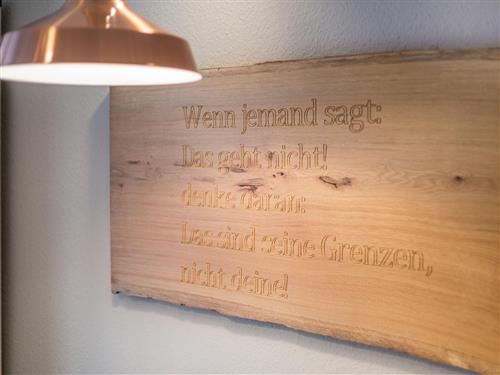 Wenn jemand sagt:
Das geht nicht!
denke daran:
Das sind seine Grenzen,
nicht deine!